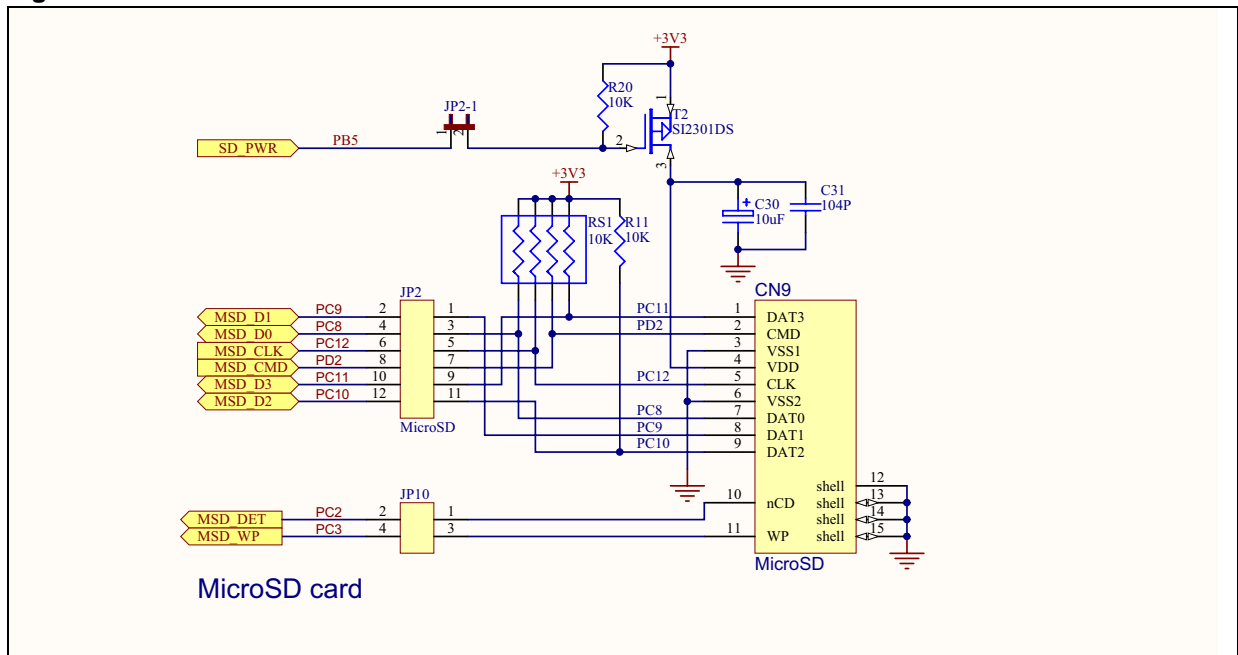 +3V3
R20
10K
JP2-1
1
2
T2
SI2301DS
1
2
3
SD_PWR
PB5
+3V3
RS1
10K
R11
10K
+
C30
10uF
C31
104P
JP2
CN9
MSD_D1 PC9 2 1 PC11 1 DAT3
MSD_D0 PC8 4 3 PD2 2 CMD
MSD_CLK PC12 6 5 3 VSS1
MSD_CMD PD2 8 7 4 VDD
MSD_D3 PC11 10 9 PC12 5 CLK
MSD_D2 PC10 12 11 6 VSS2
PC8 7 DAT0
MicroSD PC9 8 DAT1
PC10 9 DAT2
shell 12
JP10 10 nCD shell 13
MSD_DET PC2 2 1 shell 14
MSD_WP PC3 4 3 11 WP shell 15
MicroSD
MicroSD card